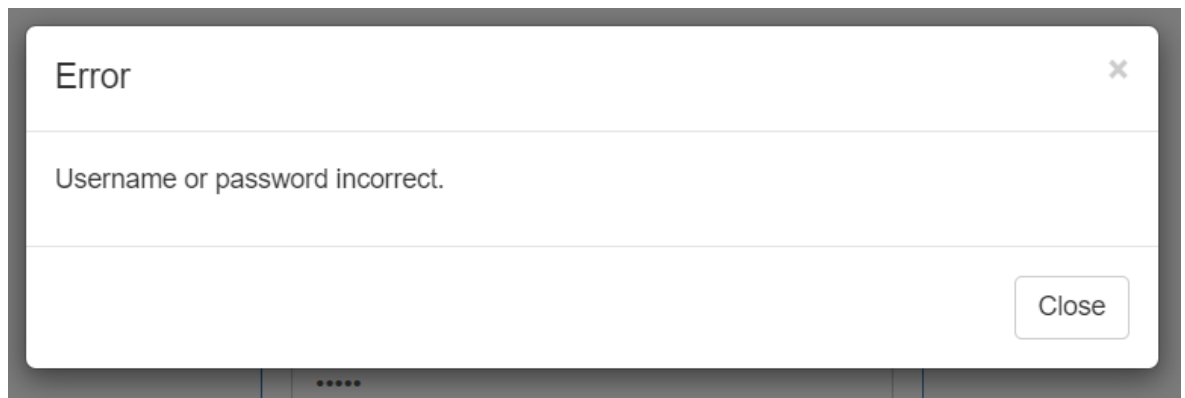 Error
×
Username or password incorrect.
Close
•••••